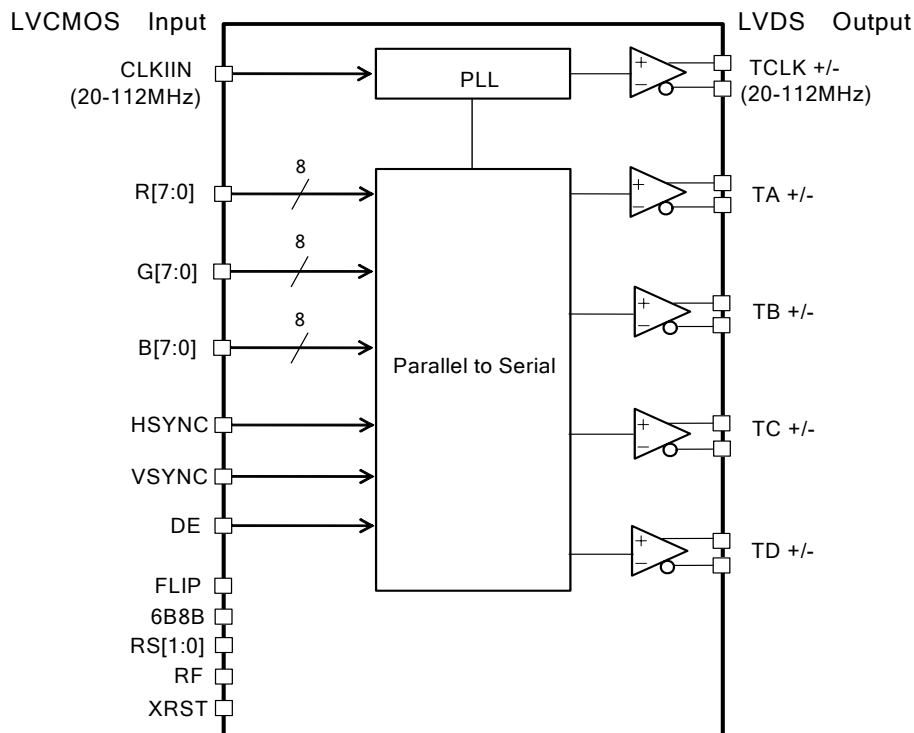 LVCMOS Input
LVDS Output
CLKIIN
(20-112MHz)
PLL
+
−
TCLK +/-
(20-112MHz)
R[7:0]
8
+
−
TA +/-
G[7:0]
8
+
−
TB +/-
B[7:0]
8
Parallel to Serial
HSYNC
+
−
TC +/-
VSYNC
DE
+
−
TD +/-
FLIP
6B8B
RS[1:0]
RF
XRST